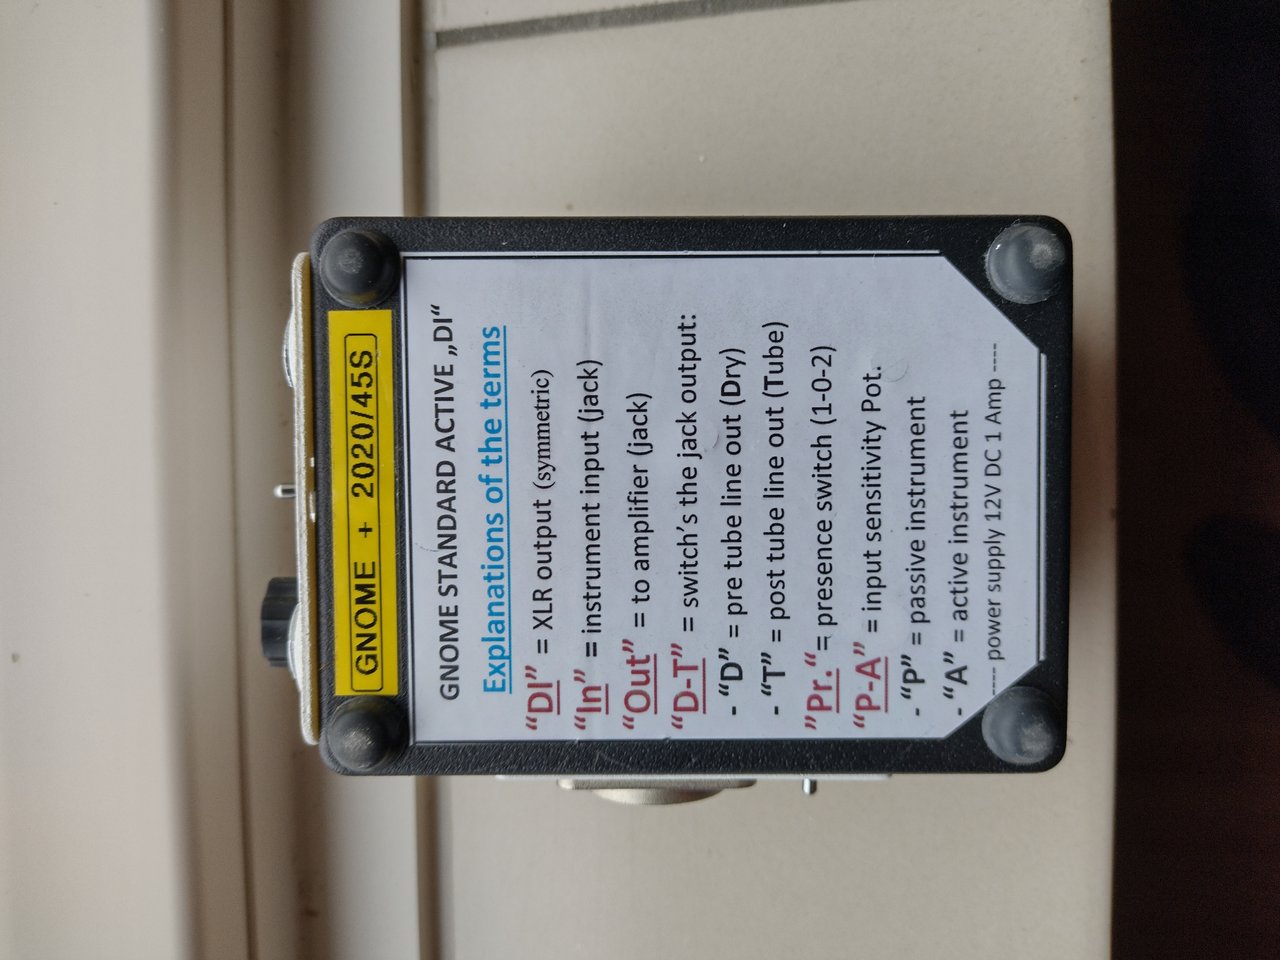 GNOME + 2020/45S
GNOME STANDARD ACTIVE „DI“
Explanations of the terms
“DI” = XLR output (symmetric)
“In” = instrument input (jack)
“Out” = to amplifier (jack)
“D-T” = switch’s the jack output:
- “D” = pre tube line out (Dry)
- “T” = post tube line out (Tube)
”Pr.“ = presence switch (1-0-2)
“P-A” = input sensitivity Pot.
- “P” = passive instrument
- “A” = active instrument
---- power supply 12V DC 1 Amp ----